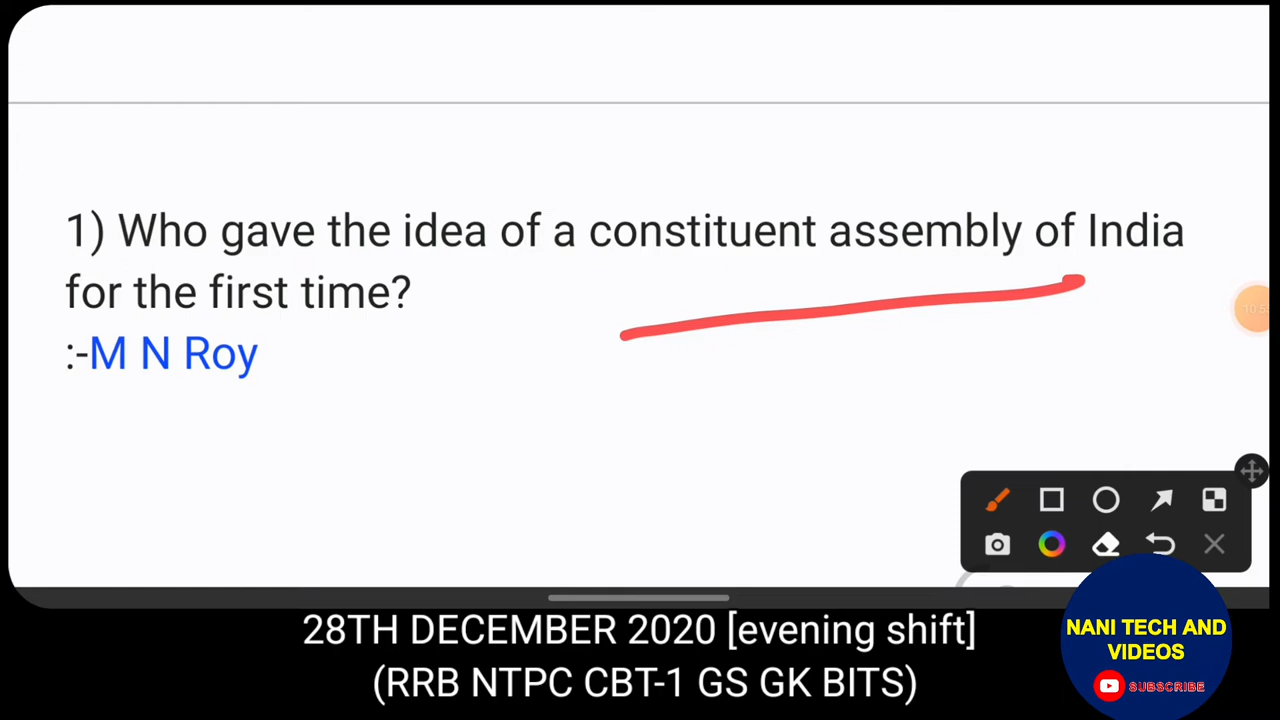 1) Who gave the idea of a constituent assembly of India
for the first time?
:-M N Roy
28TH DECEMBER 2020 [evening shift]
(RRB NTPC CBT-1 GS GK BITS)
NANI TECH AND
VIDEOS
SUBSCRIBE